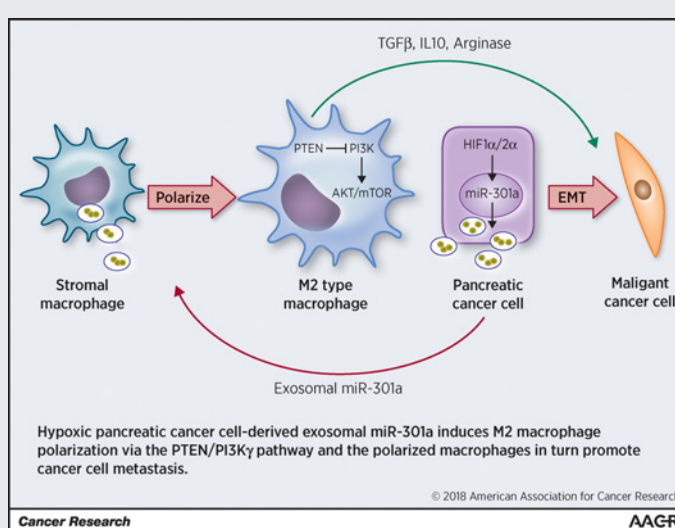 TGFβ, IL10, Arginase
PTEN
PI3K
AKT/mTOR
HIF1α/2α
miR-301a
Polarize
EMT
Stromal
macrophage
M2 type
macrophage
Pancreatic
cancer cell
Maligant
cancer cell
Exosomal miR-301a
Hypoxic pancreatic cancer cell-derived exosomal miR-301a induces M2 macrophage
polarization via the PTEN/PI3Kγ pathway and the polarized macrophages in turn promote
cancer cell metastasis.
© 2018 American Association for Cancer Research
Cancer Research
AACR